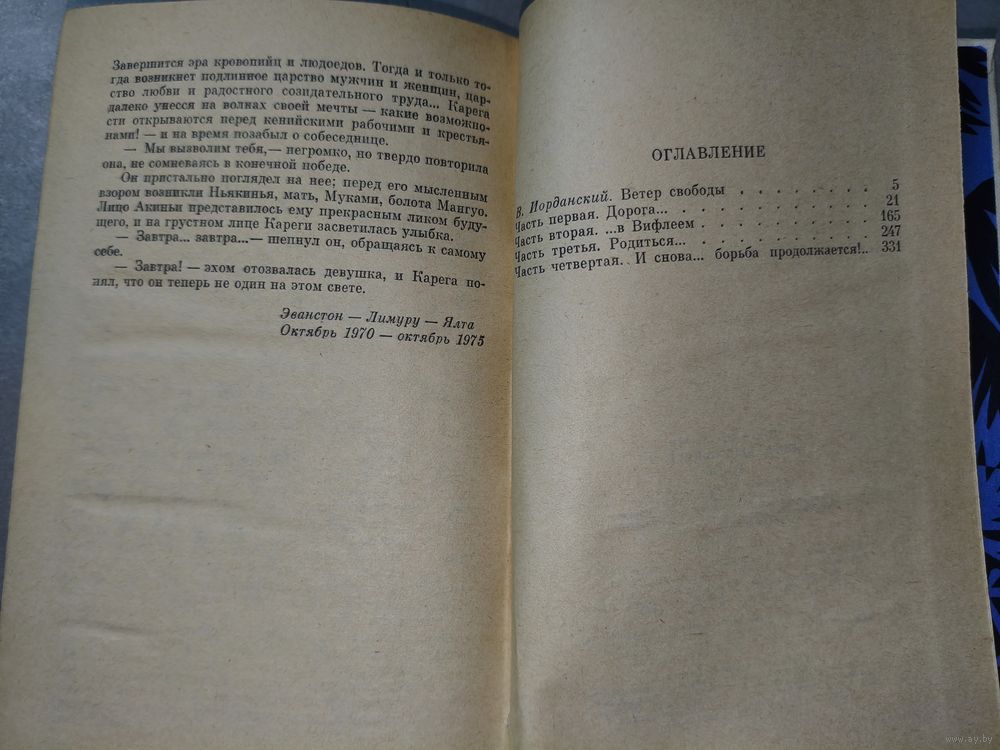 Завершится эра кровопийц и людоедов. Тогда и только то-
гда возникнет подлинное царство мужчин и женщин, цар-
ство любви и радостного созидательного труда... Карега
далеко унесся на волнах своей мечты — какие возможно-
сти открываются перед кенийскими рабочими и крестья-
нами! — и на время позабыл о собеседнице.
— Мы вызволим тебя,— негромко, но твердо повторила
она, не сомневаясь в конечной победе.
Он пристально поглядел на нее; перед его мысленным
взором возникли Ньякинья, мать, Муками, болота Мангуо.
Лицо Акиньи представилось ему прекрасным ликом буду-
щего, и на грустном лице Кареги засветилась улыбка.
— Завтра... завтра...— шепнул он, обращаясь к самому
себе.
— Завтра! — эхом отозвалась девушка, и Карега по-
нял, что он теперь не один на этом свете.
Эванстон — Лимуру — Ялта
Октябрь 1970 — октябрь 1975
ОГЛАВЛЕНИЕ
В. Иорданский. Ветер свободы . . . . . . . . 5
Часть первая. Дорога... . . . . . . . . . . 21
Часть вторая. ...в Вифлеем . . . . . . . . 165
Часть третья. Родиться... . . . . . . . . . 247
Часть четвертая. И снова... борьба продолжается!.. 331
www.ay.by